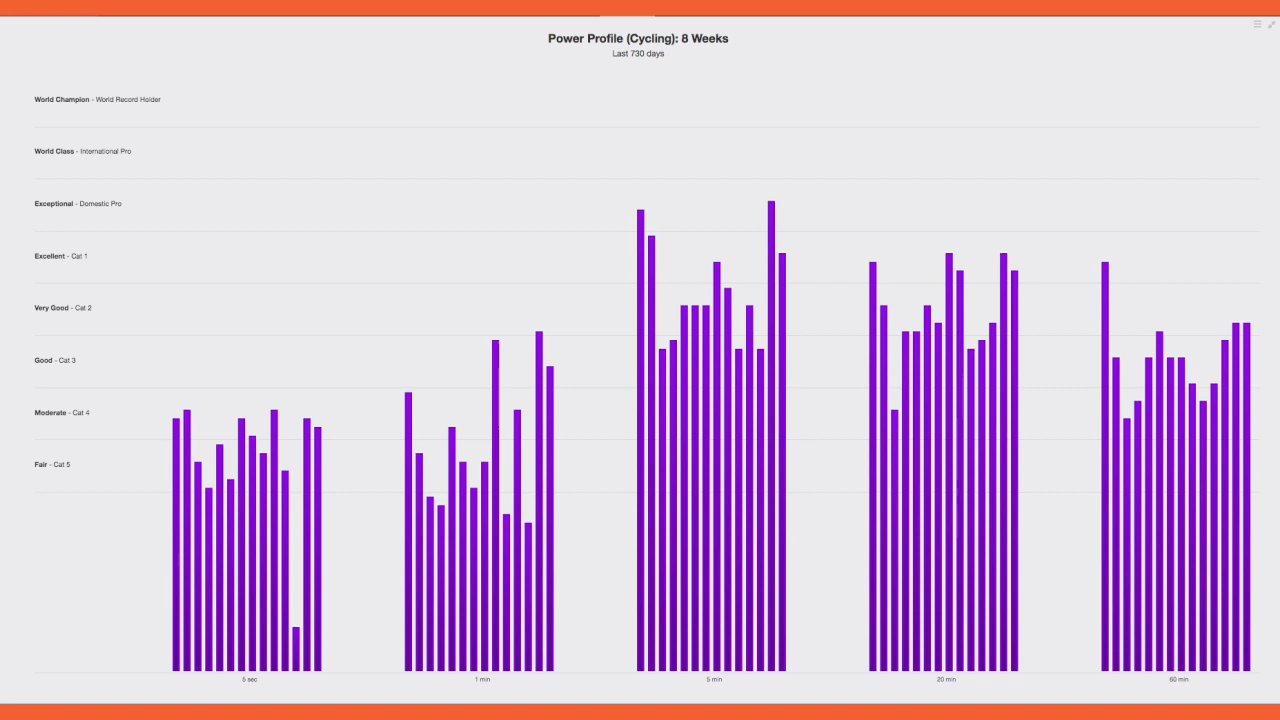 Power Profile (Cycling): 8 Weeks
Last 730 days
World Champion - World Record Holder
World Class - International Pro
Exceptional - Domestic Pro
Excellent - Cat 1
Very Good - Cat 2
Good - Cat 3
Moderate - Cat 4
Fair - Cat 5
5 sec 1 min 5 min 20 min 60 min